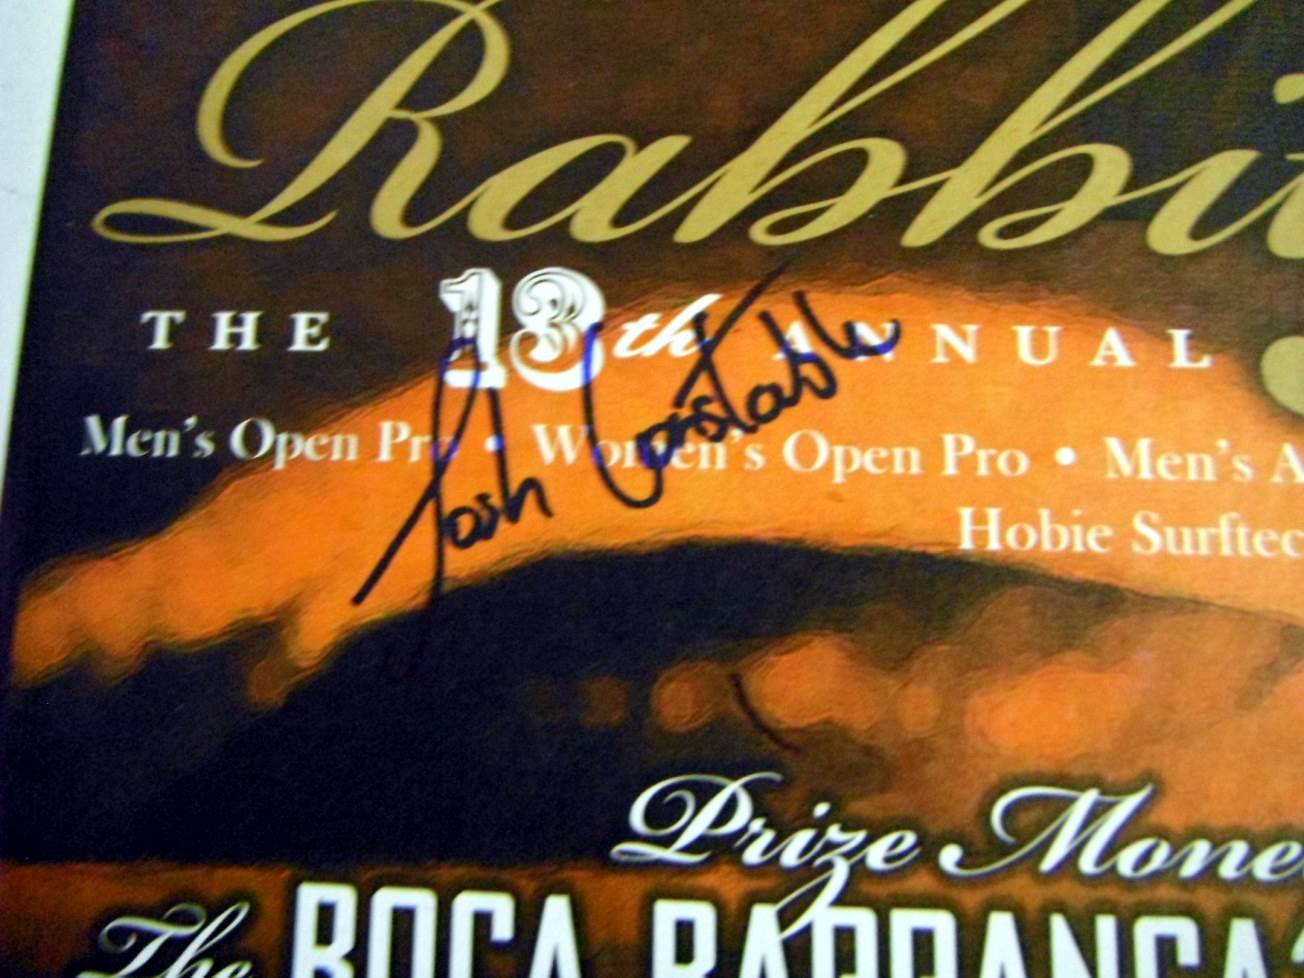 Rabbi
THE 13th ANNUAL
Josh Constable
Men's Open Pro • Women's Open Pro • Men's A
Hobie Surftec
Prize Mone
The BOCA BARRANCA